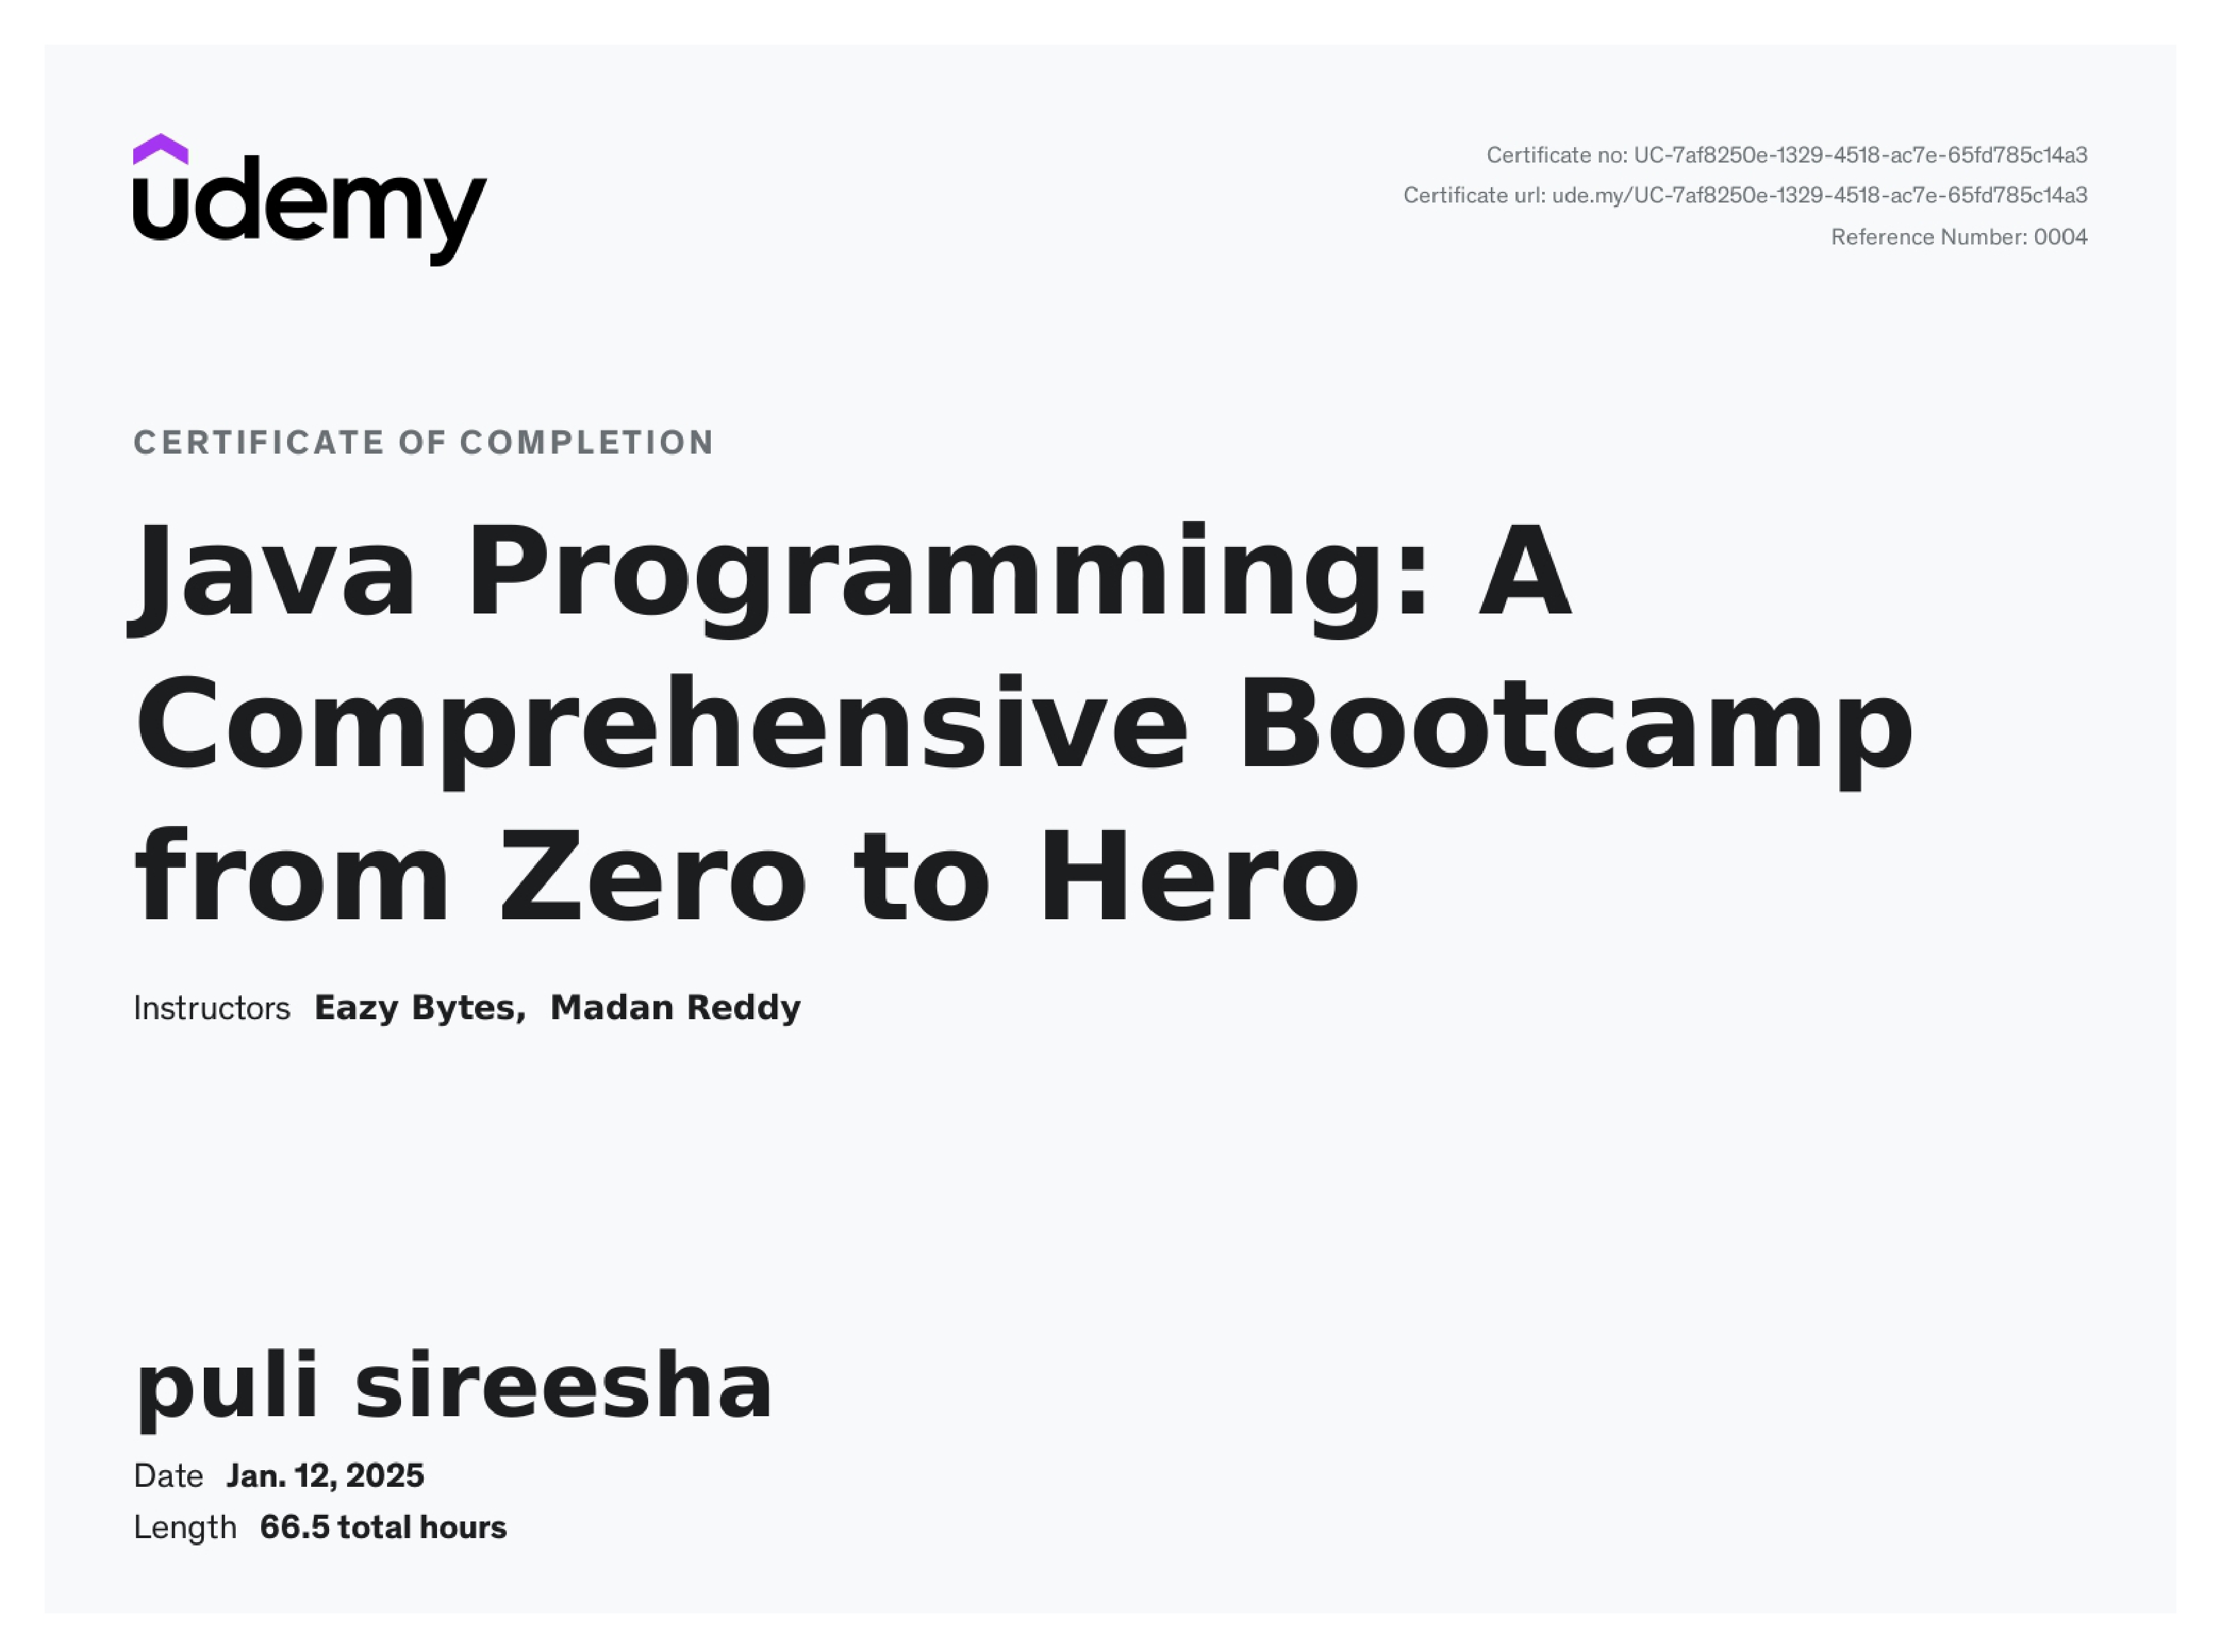 udemy
Certificate no: UC-7af8250e-1329-4518-ac7e-65fd785c14a3
Certificate url: ude.my/UC-7af8250e-1329-4518-ac7e-65fd785c14a3
Reference Number: 0004
CERTIFICATE OF COMPLETION
Java Programming: A
Comprehensive Bootcamp
from Zero to Hero
Instructors Eazy Bytes, Madan Reddy
puli sireesha
Date Jan. 12, 2025
Length 66.5 total hours